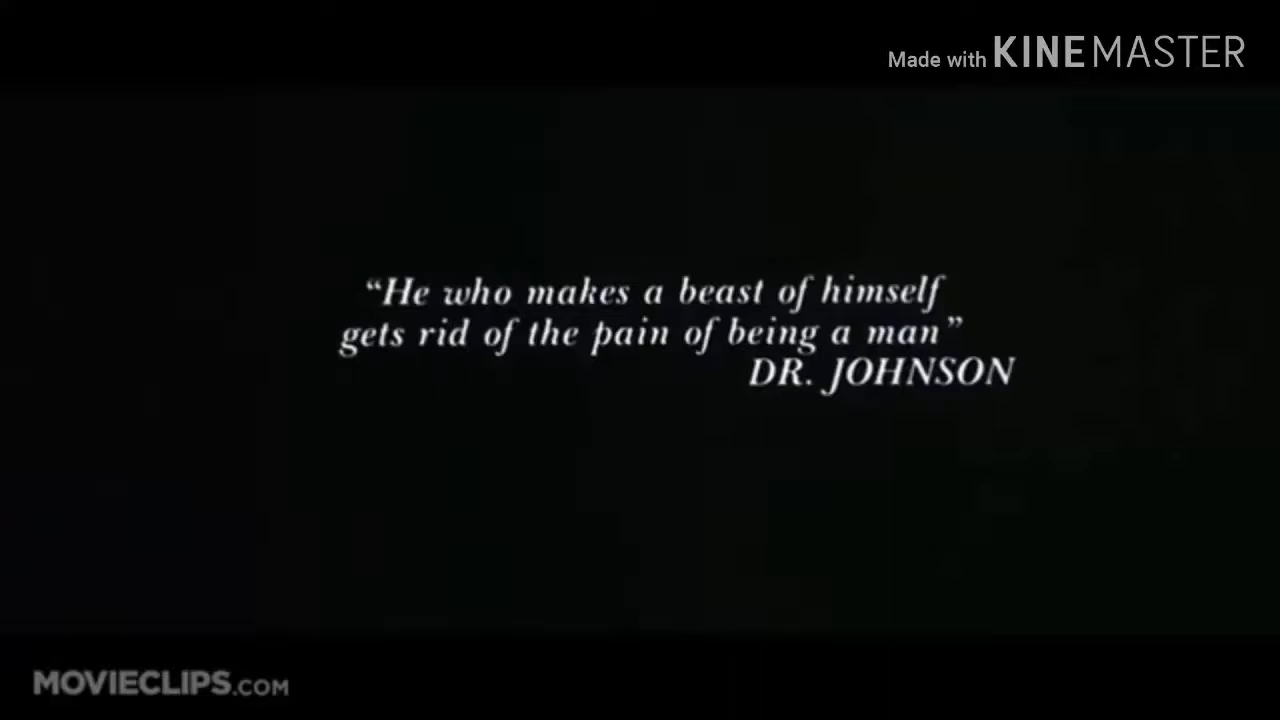 Made with KINEMASTER
“He who makes a beast of himself
gets rid of the pain of being a man”
DR. JOHNSON
MOVIECLIPS.COM